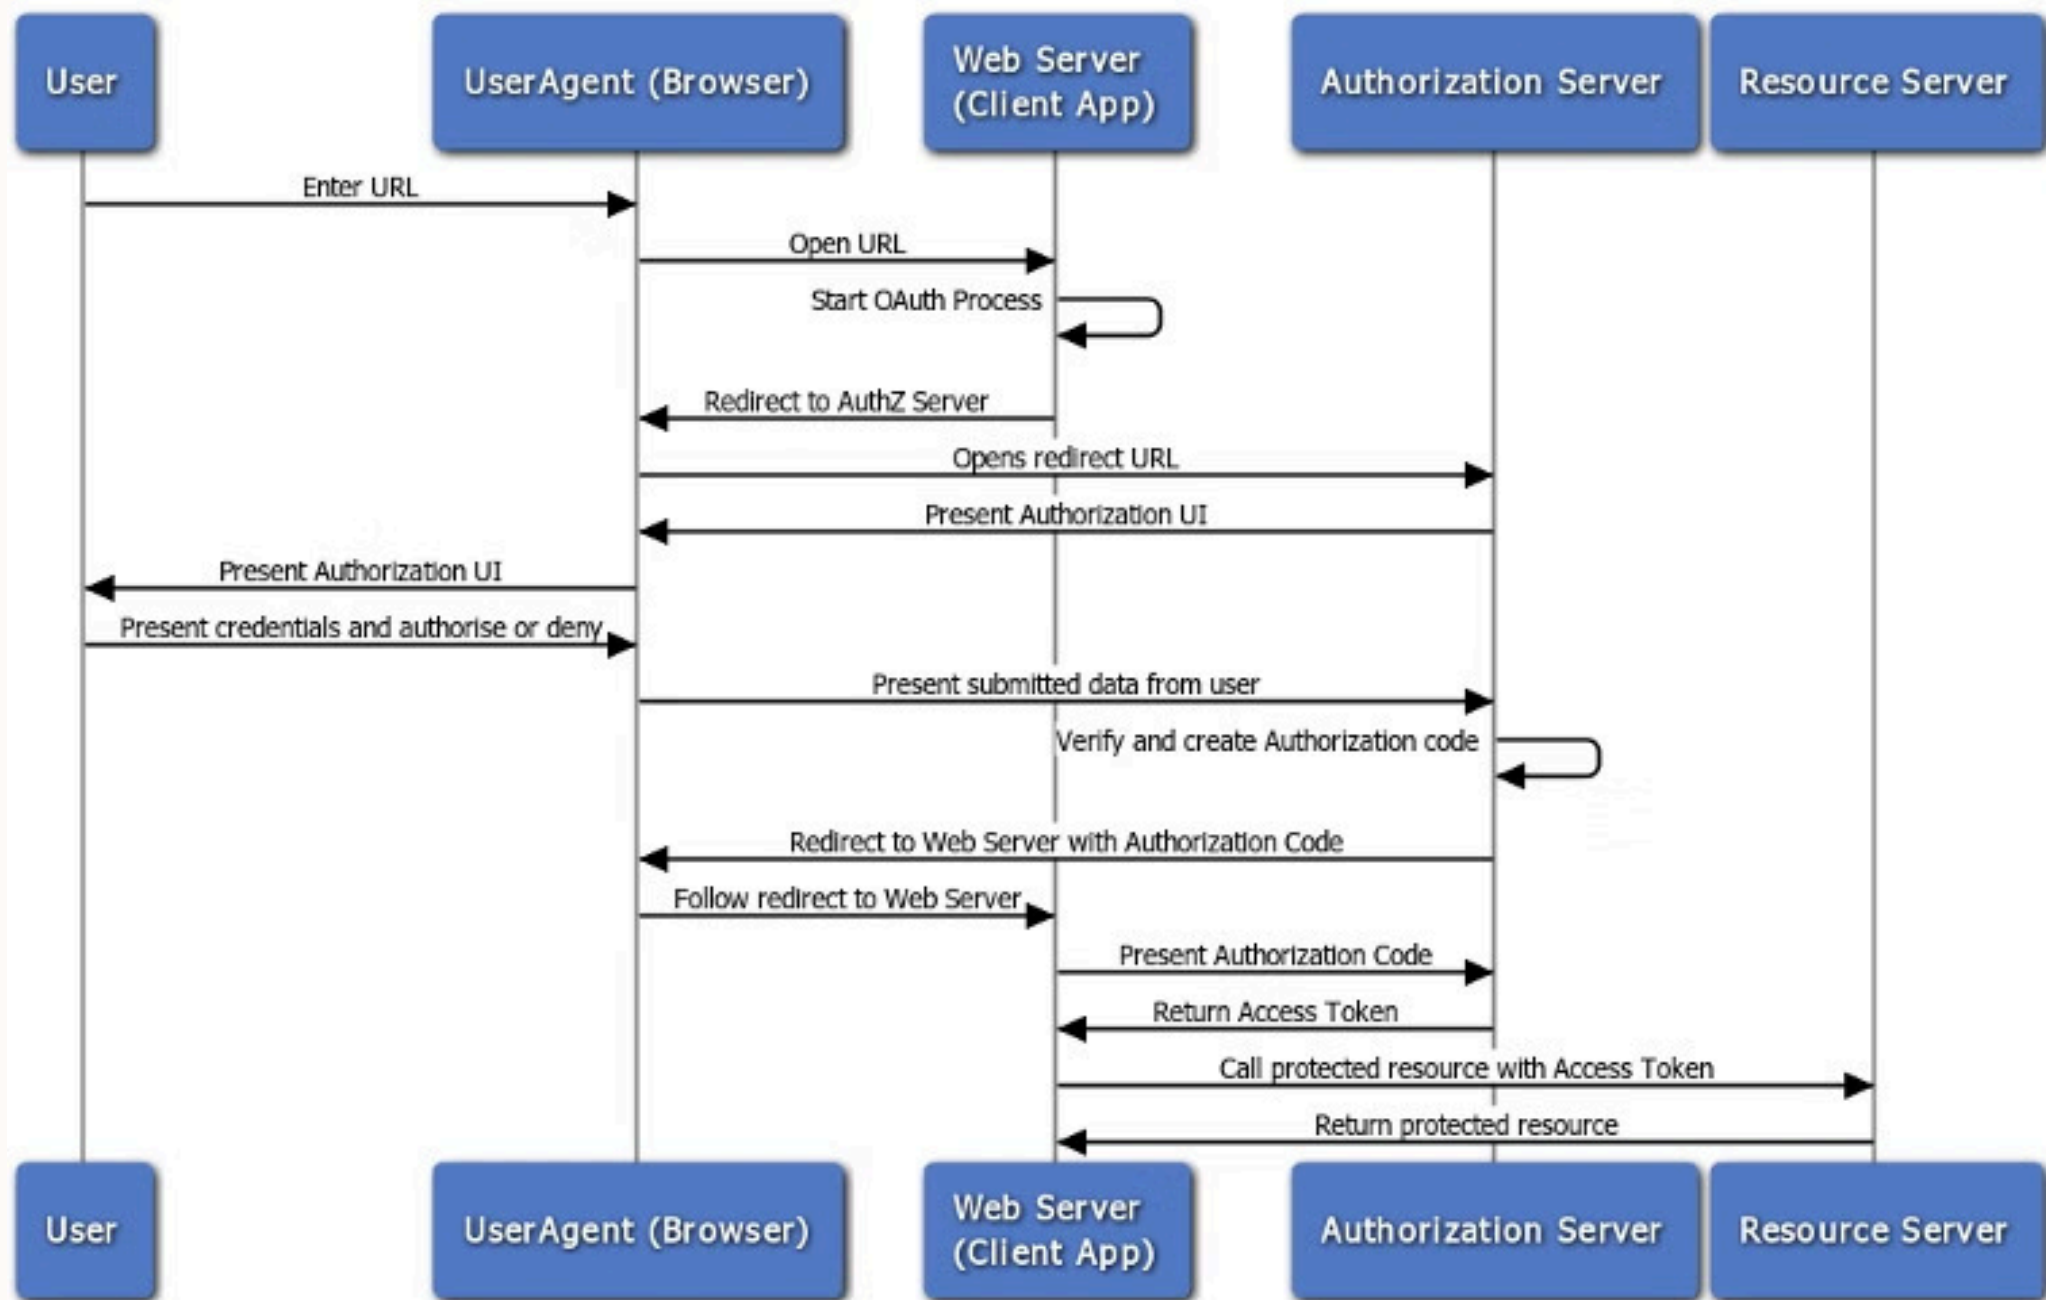 User
UserAgent (Browser)
Web Server
(Client App)
Authorization Server
Resource Server
Enter URL
Open URL
Start OAuth Process
Redirect to AuthZ Server
Opens redirect URL
Present Authorization UI
Present Authorization UI
Present credentials and authorise or deny
Present submitted data from user
Verify and create Authorization code
Redirect to Web Server with Authorization Code
Follow redirect to Web Server
Present Authorization Code
Return Access Token
Call protected resource with Access Token
Return protected resource
User
UserAgent (Browser)
Web Server
(Client App)
Authorization Server
Resource Server